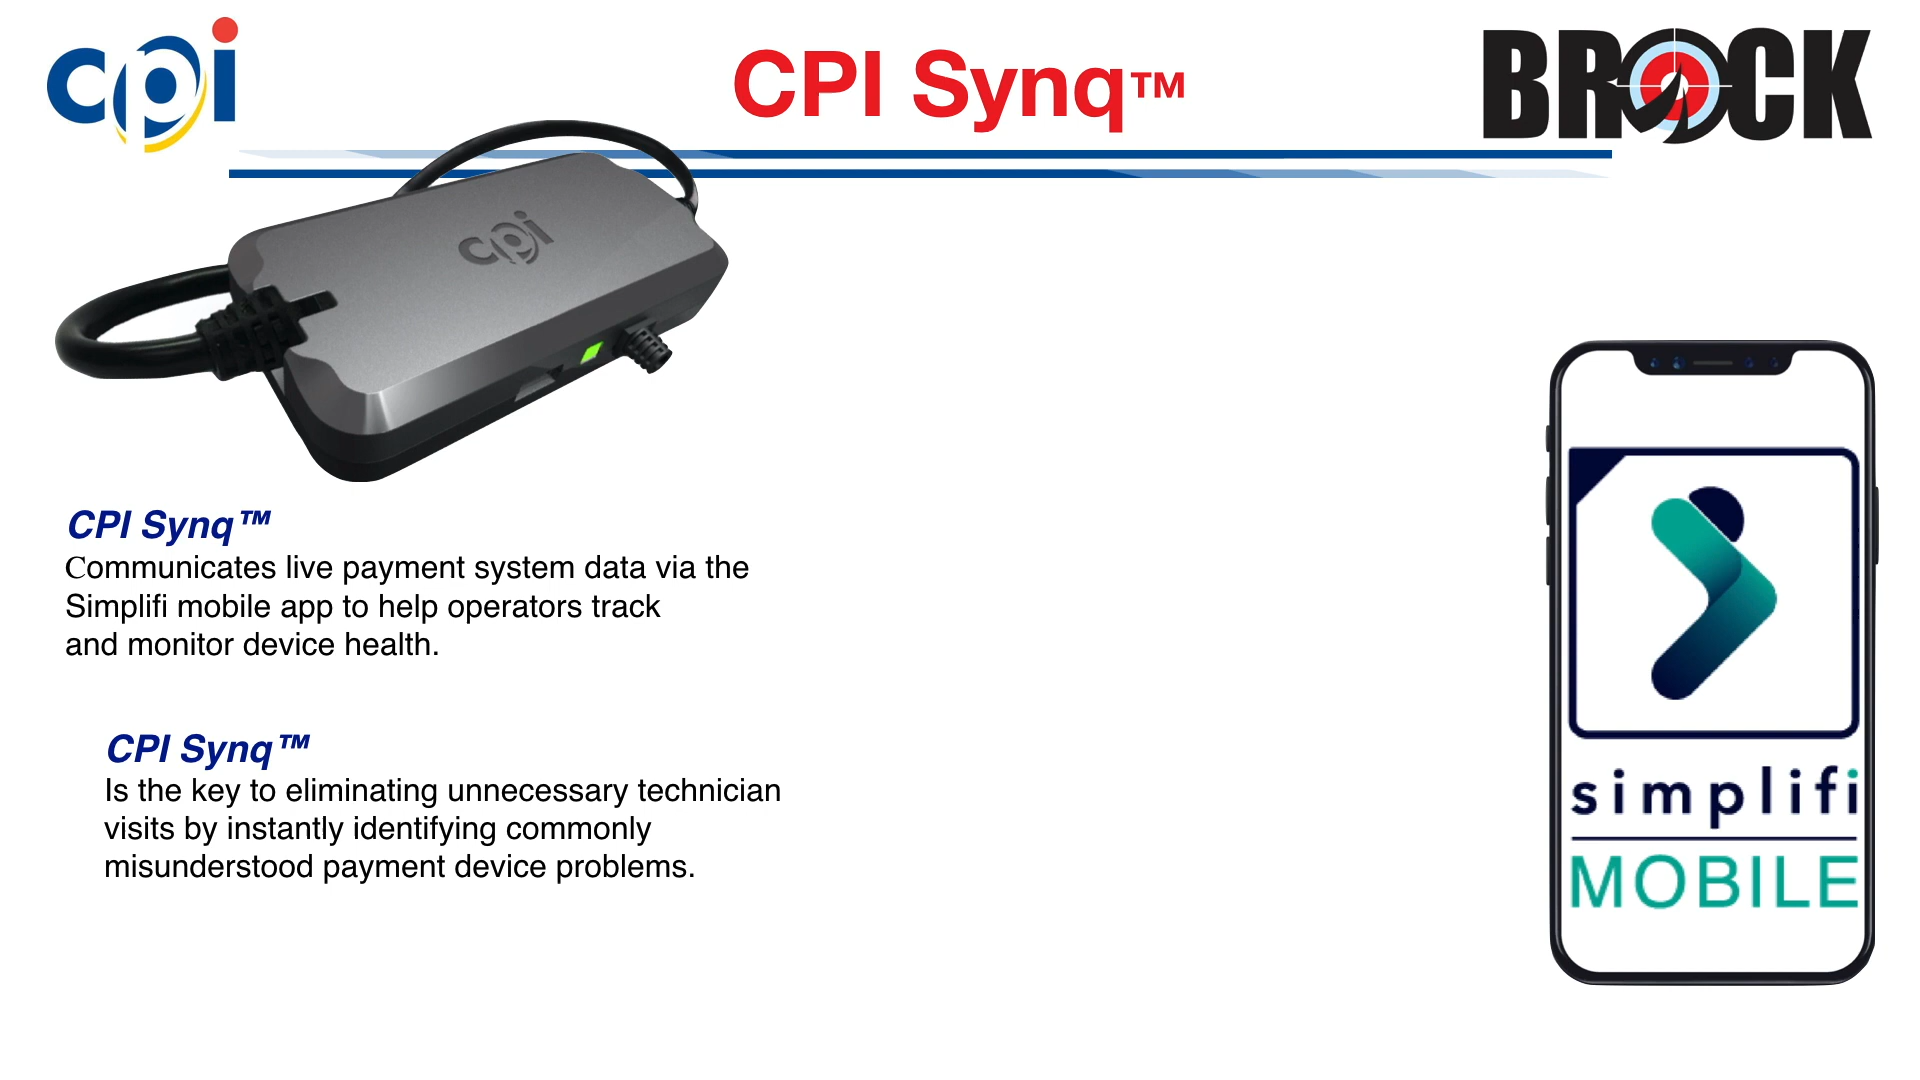 cpi
CPI Synq™
BROCK
cpi
CPI Synq™
Communicates live payment system data via the
Simplifi mobile app to help operators track
and monitor device health.
CPI Synq™
Is the key to eliminating unnecessary technician
visits by instantly identifying commonly
misunderstood payment device problems.
simplifi
MOBILE